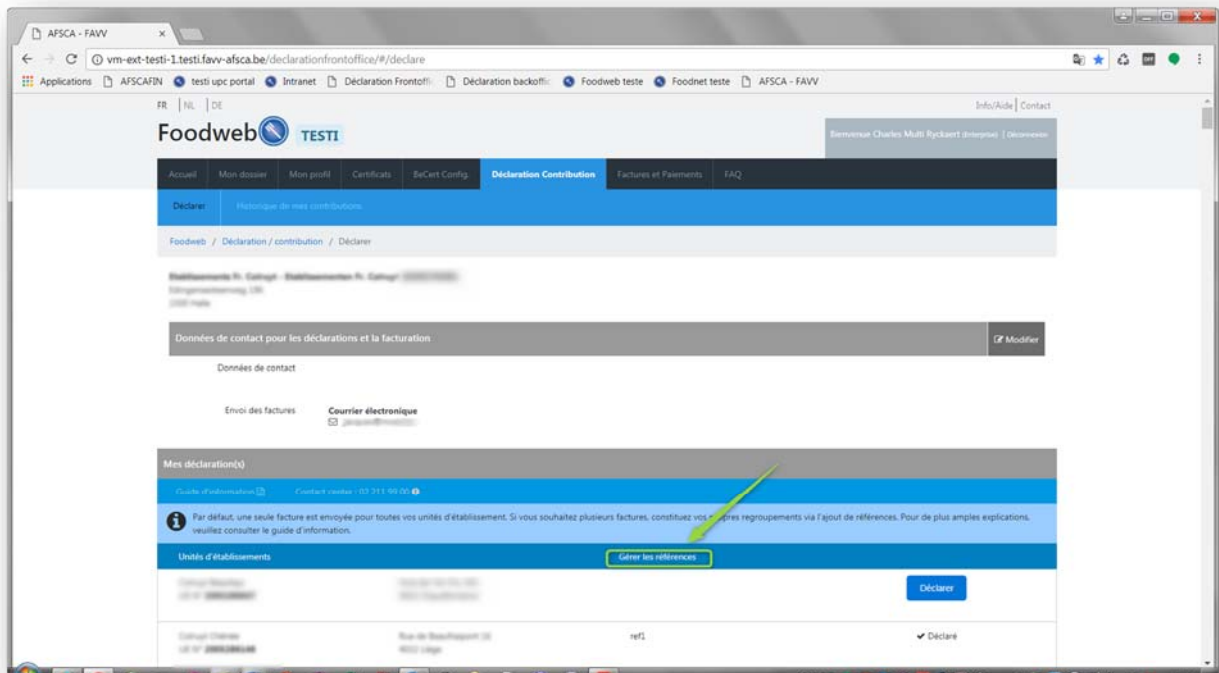 AFSCA - FAVV
vm-ext-testi-1.testi.favv-afsca.be/declarationfrontoffice/#/declare
Applications AFSCAFIN testi upc portal Intranet Déclaration Frontoffi Déclaration backoffic Foodweb teste Foodnet teste AFSCA - FAVV
FR | NL | DE Info/Aide | Contact
Foodweb TESTI
Bienvenue Charles Multi Ryckaert (Enterprise) | Déconnexion
Accueil Mon dossier Mon profil Certificats BeCert Config. Déclaration Contribution Factures et Paiements FAQ
Déclarer Historique de mes contributions
Foodweb / Déclaration / contribution / Déclarer
Données de contact pour les déclarations et la facturation Modifier
Données de contact
Envoi des factures Courrier électronique
Mes déclaration(s)
Guide d'information Contact center : 02 211 99 00
Par défaut, une seule facture est envoyée pour toutes vos unités d'établissement. Si vous souhaitez plusieurs factures, constituez vos propres regroupements via l'ajout de références. Pour de plus amples explications,
veuillez consulter le guide d'information.
Unités d'établissements Gérer les références
Déclarer
ref1 Déclaré